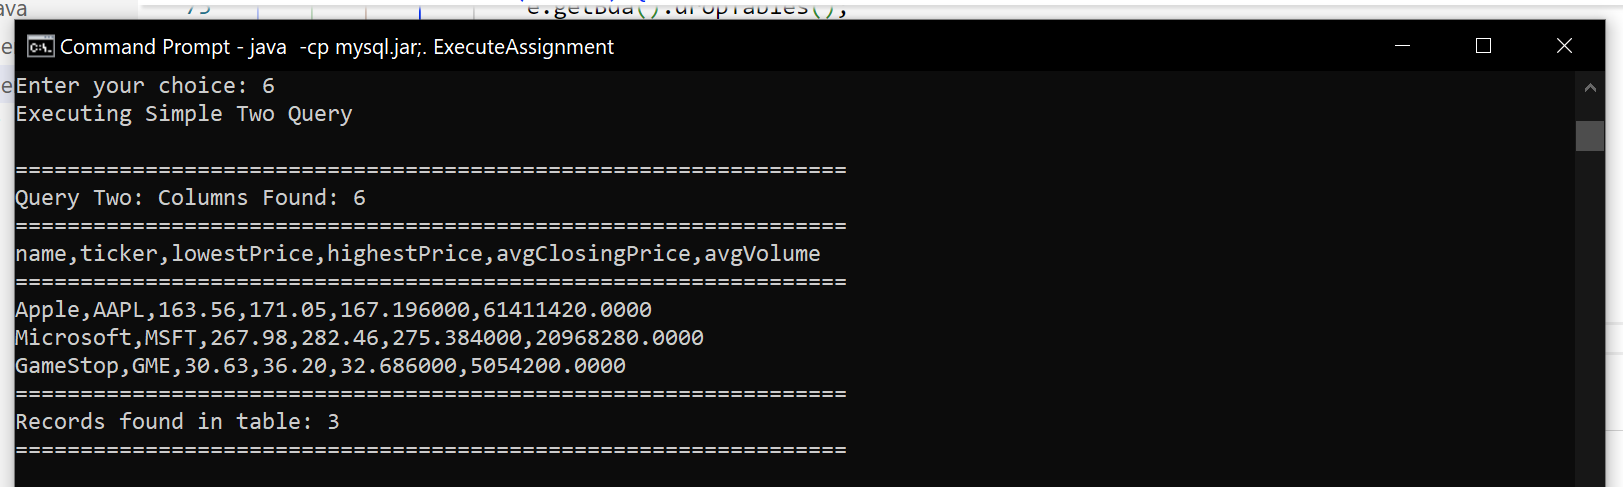 ava
75 e.getBda().dropTables();
Command Prompt - java -cp mysql.jar;. ExecuteAssignment
Enter your choice: 6
Executing Simple Two Query
================================================================
Query Two: Columns Found: 6
================================================================
name,ticker,lowestPrice,highestPrice,avgClosingPrice,avgVolume
================================================================
Apple,AAPL,163.56,171.05,167.196000,61411420.0000
Microsoft,MSFT,267.98,282.46,275.384000,20968280.0000
GameStop,GME,30.63,36.20,32.686000,5054200.0000
================================================================
Records found in table: 3
================================================================